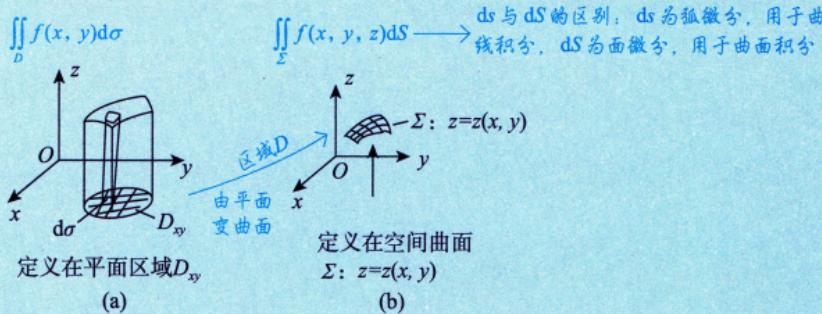 ∬_D f(x, y)dσ
∬_Σ f(x, y, z)dS
ds与dS的区别：ds为弧微分，用于曲
线积分，dS为面微分，用于曲面积分
z
O
y
x
dσ
D_xy
定义在平面区域D_xy
(a)
区域D
由平面
变曲面
z
Σ：z=z(x, y)
O
y
x
定义在空间曲面
Σ：z=z(x, y)
(b)